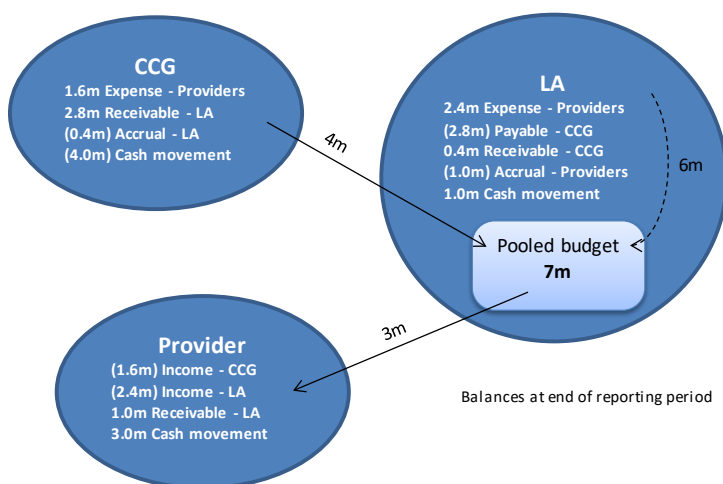 CCG
1.6m Expense - Providers
2.8m Receivable - LA
(0.4m) Accrual - LA
(4.0m) Cash movement
4m
LA
2.4m Expense - Providers
(2.8m) Payable - CCG
0.4m Receivable - CCG
(1.0m) Accrual - Providers
1.0m Cash movement
6m
Pooled budget
7m
3m
Provider
(1.6m) Income - CCG
(2.4m) Income - LA
1.0m Receivable - LA
3.0m Cash movement
Balances at end of reporting period